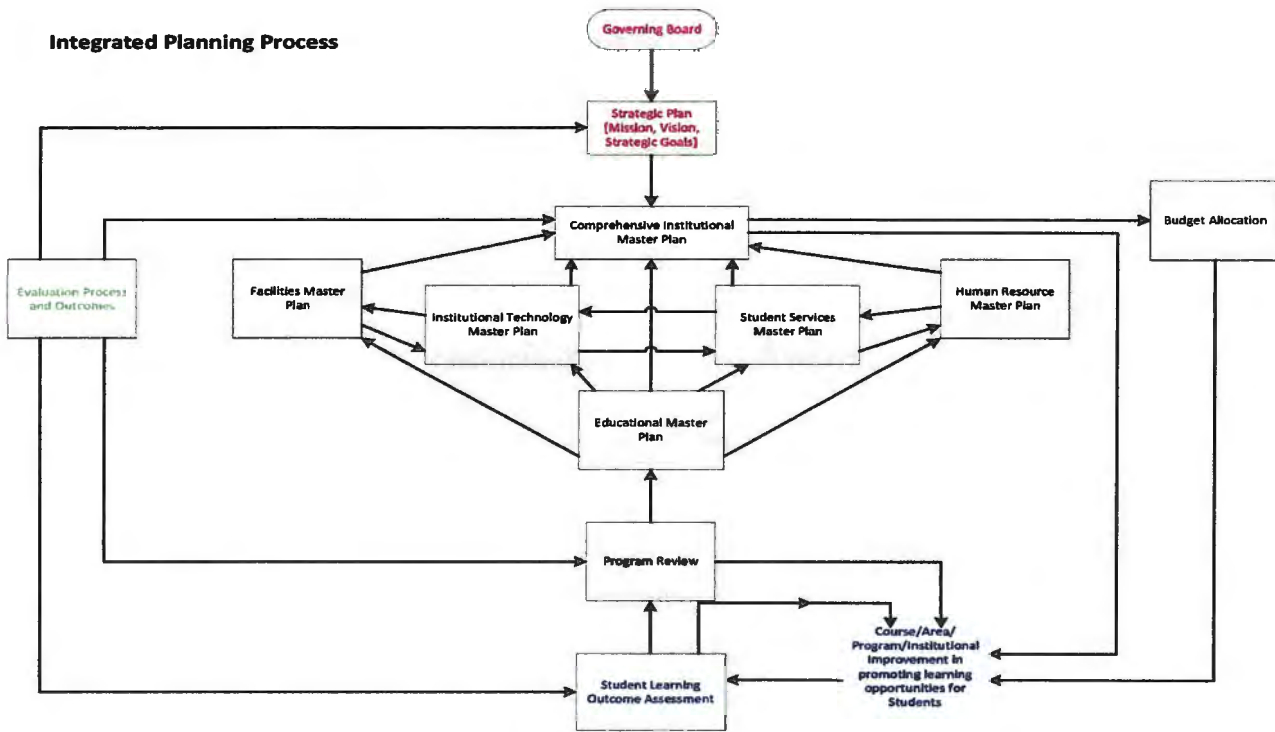 Integrated Planning Process
Governing Board
Strategic Plan
(Mission, Vision,
Strategic Goals)
Comprehensive Institutional
Master Plan
Budget Allocation
Evaluation Process
and Outcomes
Facilities Master
Plan
Institutional Technology
Master Plan
Student Services
Master Plan
Human Resource
Master Plan
Educational Master
Plan
Program Review
Student Learning
Outcome Assessment
Course/Area/
Program/Institutional
Improvement in
promoting learning
opportunities for
Students